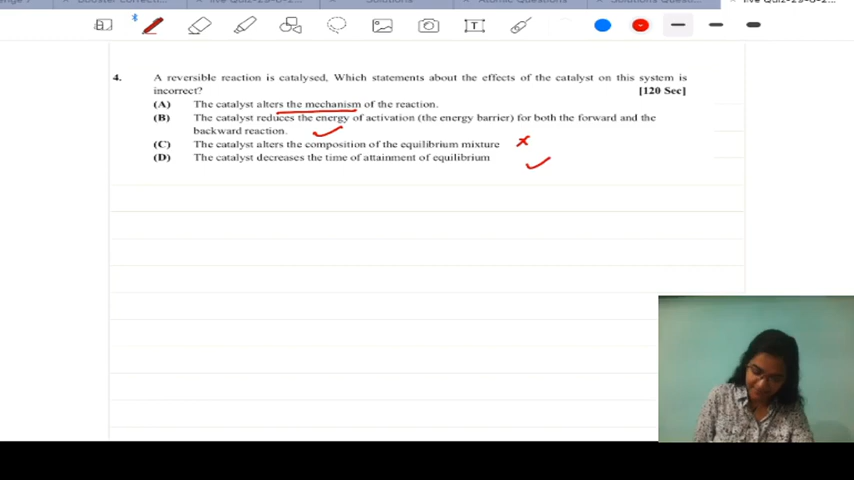 Solutions
4. A reversible reaction is catalysed, Which statements about the effects of the catalyst on this system is
incorrect? [120 Sec]
(A) The catalyst alters the mechanism of the reaction.
(B) The catalyst reduces the energy of activation (the energy barrier) for both the forward and the
backward reaction.
(C) The catalyst alters the composition of the equilibrium mixture
(D) The catalyst decreases the time of attainment of equilibrium